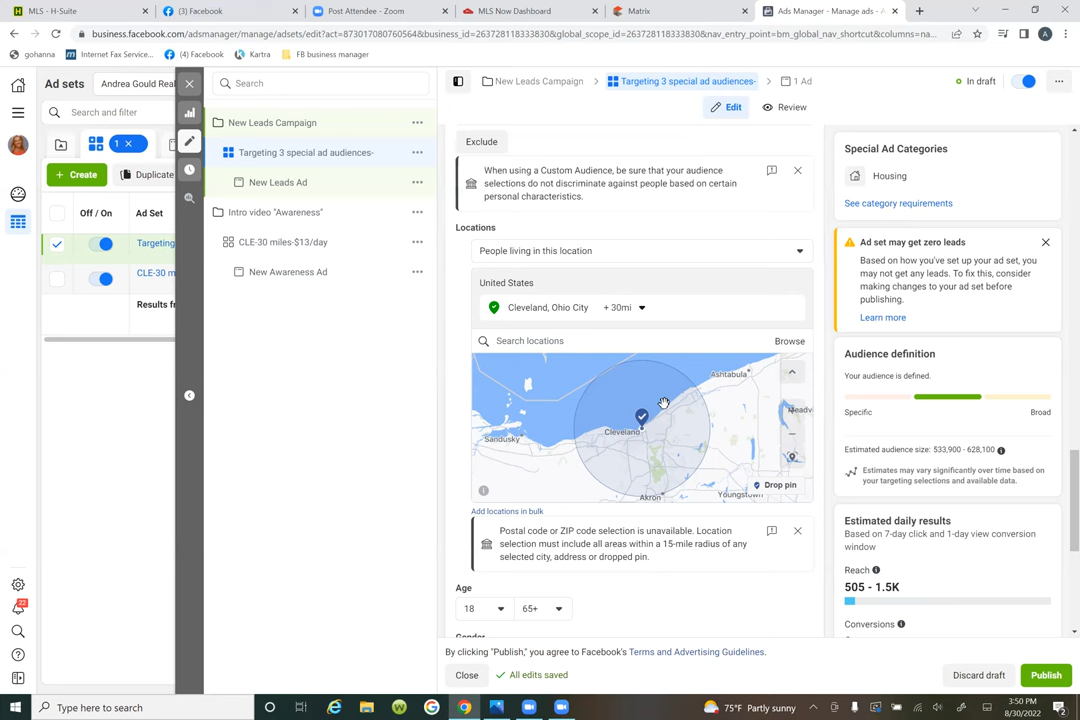 MLS - H-Suite
(3) Facebook
Post Attendee - Zoom
MLS Now Dashboard
Matrix
Ads Manager - Manage ads - A
business.facebook.com/adsmanager/manage/adsets/edit?act=873017080760564&business_id=263728118333830&global_scope_id=263728118333830&nav_entry_point=bm_global_nav_shortcut&columns=na...
A
gohanna
Internet Fax Service...
(4) Facebook
Kartra
FB business manager
Ad sets
Andrea Gould Real
Search
New Leads Campaign
Targeting 3 special ad audiences-
1 Ad
In draft
Search and filter
Edit
Review
1
New Leads Campaign
Exclude
Special Ad Categories
Create
Duplicate
Targeting 3 special ad audiences-
When using a Custom Audience, be sure that your audience
selections do not discriminate against people based on certain
personal characteristics.
Housing
See category requirements
New Leads Ad
Off / On
Ad Set
Intro video "Awareness"
Locations
Targeting
CLE-30 miles-$13/day
People living in this location
Ad set may get zero leads
Based on how you've set up your ad set,
you may not get any leads. To fix this, consider
making changes to your ad set before
publishing.
CLE-30 m
New Awareness Ad
United States
Results fr
Cleveland, Ohio City
+ 30mi
Learn more
Search locations
Browse
Audience definition
Your audience is defined.
Ashtabula
Meadv
Specific
Broad
Cleveland
Sandusky
Estimated audience size: 533,900 - 628,100
Estimates may vary significantly over time based on
your targeting selections and available data.
Drop pin
Akron
Youngstown
Add locations in bulk
Postal code or ZIP code selection is unavailable. Location
selection must include all areas within a 15-mile radius of any
selected city, address or dropped pin.
Estimated daily results
Based on 7-day click and 1-day view conversion
window
Reach
505 - 1.5K
Age
18
65+
Conversions
22
Gender
By clicking "Publish," you agree to Facebook's Terms and Advertising Guidelines.
Close
All edits saved
Discard draft
Publish
Type here to search
75°F Partly sunny
3:50 PM
8/30/2022
2